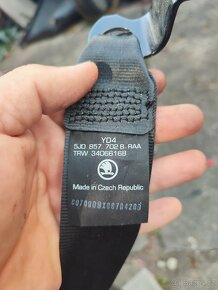 YD4
5J0 857 702 B RAA
TRW 34066168
Made in Czech Republic